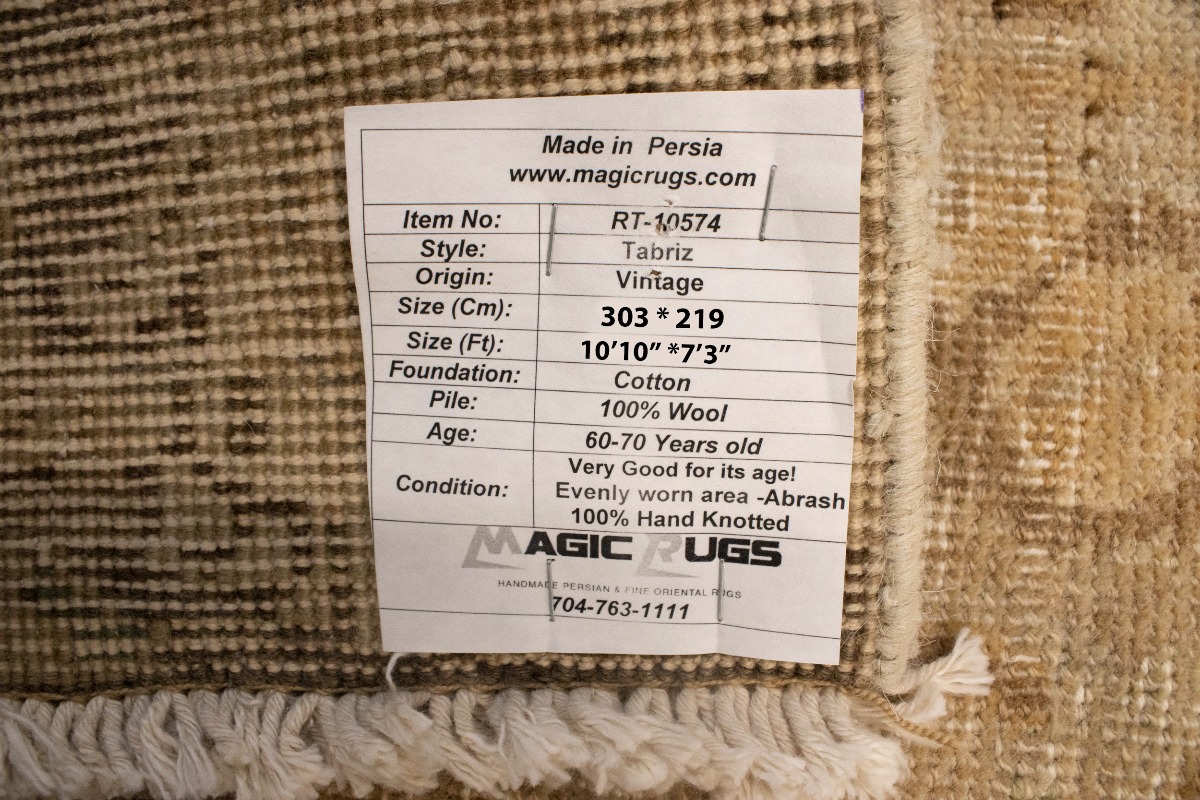 Made in Persia
www.magicrugs.com
Item No: RT-10574
Style: Tabriz
Origin: Vintage
Size (Cm): 303 * 219
Size (Ft): 10’10” *7’3”
Foundation: Cotton
Pile: 100% Wool
Age: 60-70 Years old
Condition: Very Good for its age!
Evenly worn area -Abrash
100% Hand Knotted
MAGIC RUGS
HANDMADE PERSIAN & FINE ORIENTAL RUGS
704-763-1111